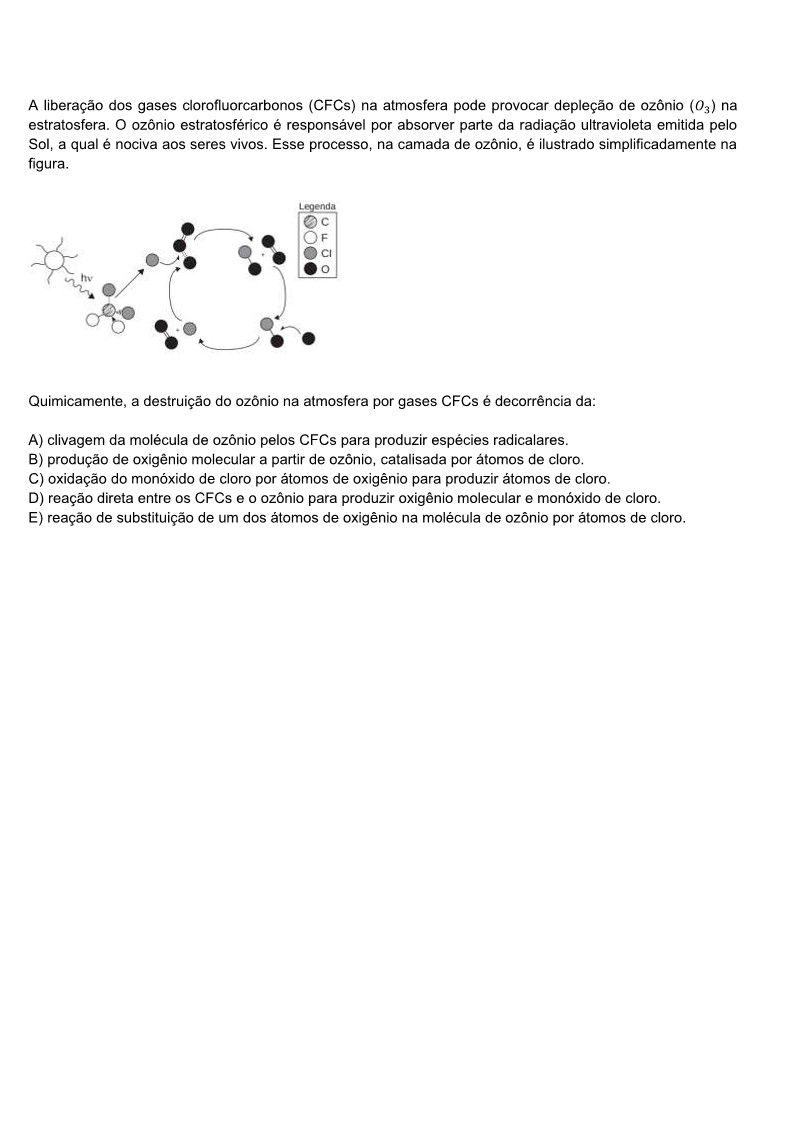 A liberação dos gases clorofluorcarbonos (CFCs) na atmosfera pode provocar depleção de ozônio (O₃) na
estratosfera. O ozônio estratosférico é responsável por absorver parte da radiação ultravioleta emitida pelo
Sol, a qual é nociva aos seres vivos. Esse processo, na camada de ozônio, é ilustrado simplificadamente na
figura.
Legenda
C
F
Cl
O
hν
+
+
Quimicamente, a destruição do ozônio na atmosfera por gases CFCs é decorrência da:
A) clivagem da molécula de ozônio pelos CFCs para produzir espécies radicalares.
B) produção de oxigênio molecular a partir de ozônio, catalisada por átomos de cloro.
C) oxidação do monóxido de cloro por átomos de oxigênio para produzir átomos de cloro.
D) reação direta entre os CFCs e o ozônio para produzir oxigênio molecular e monóxido de cloro.
E) reação de substituição de um dos átomos de oxigênio na molécula de ozônio por átomos de cloro.